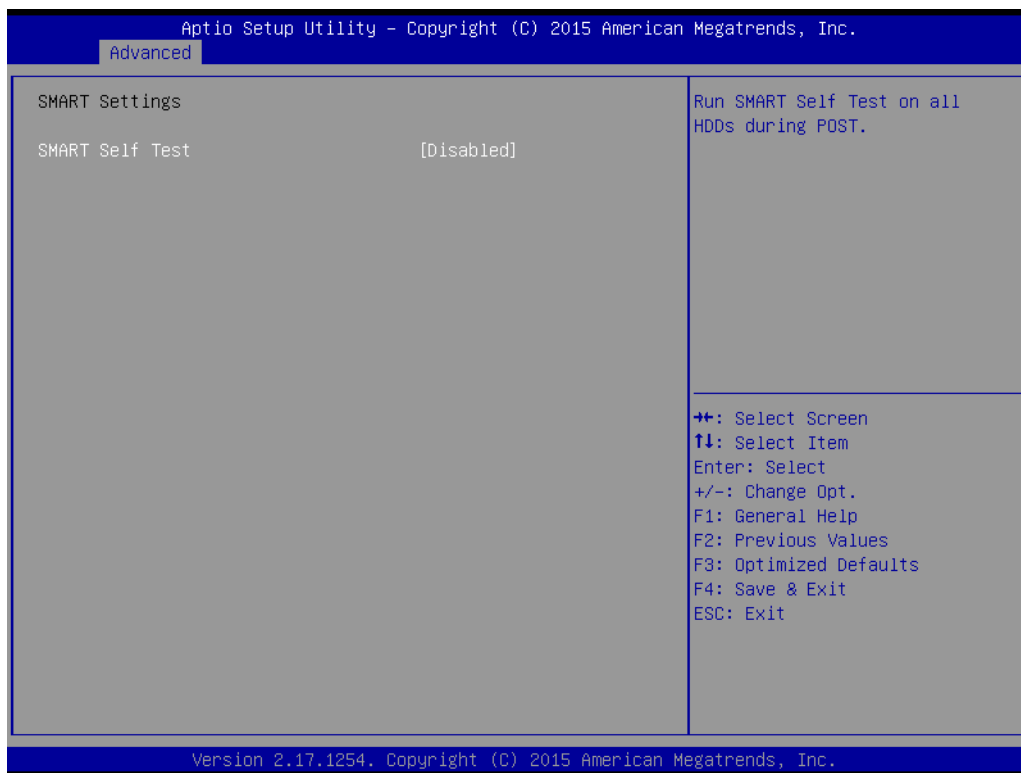 Aptio Setup Utility – Copyright (C) 2015 American Megatrends, Inc.
Advanced
SMART Settings
SMART Self Test [Disabled]
Run SMART Self Test on all
HDDs during POST.
→←: Select Screen
↑↓: Select Item
Enter: Select
+/-: Change Opt.
F1: General Help
F2: Previous Values
F3: Optimized Defaults
F4: Save & Exit
ESC: Exit
Version 2.17.1254. Copyright (C) 2015 American Megatrends, Inc.